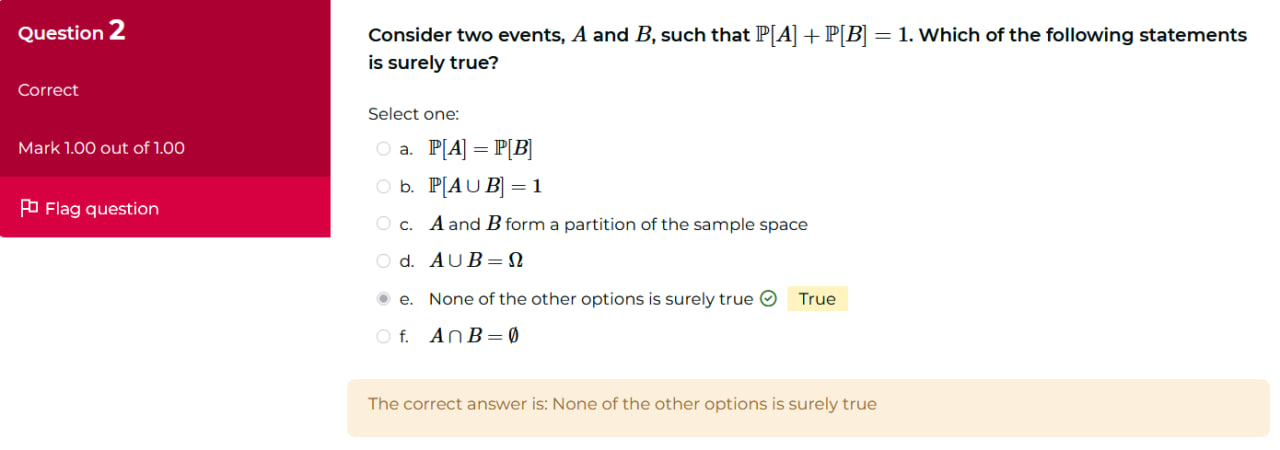 Question 2
Correct
Mark 1.00 out of 1.00
Flag question
Consider two events, A and B, such that ℙ[A] + ℙ[B] = 1. Which of the following statements
is surely true?
Select one:
a. ℙ[A] = ℙ[B]
b. ℙ[A ∪ B] = 1
c. A and B form a partition of the sample space
d. A ∪ B = Ω
e. None of the other options is surely true True
f. A ∩ B = ∅
The correct answer is: None of the other options is surely true